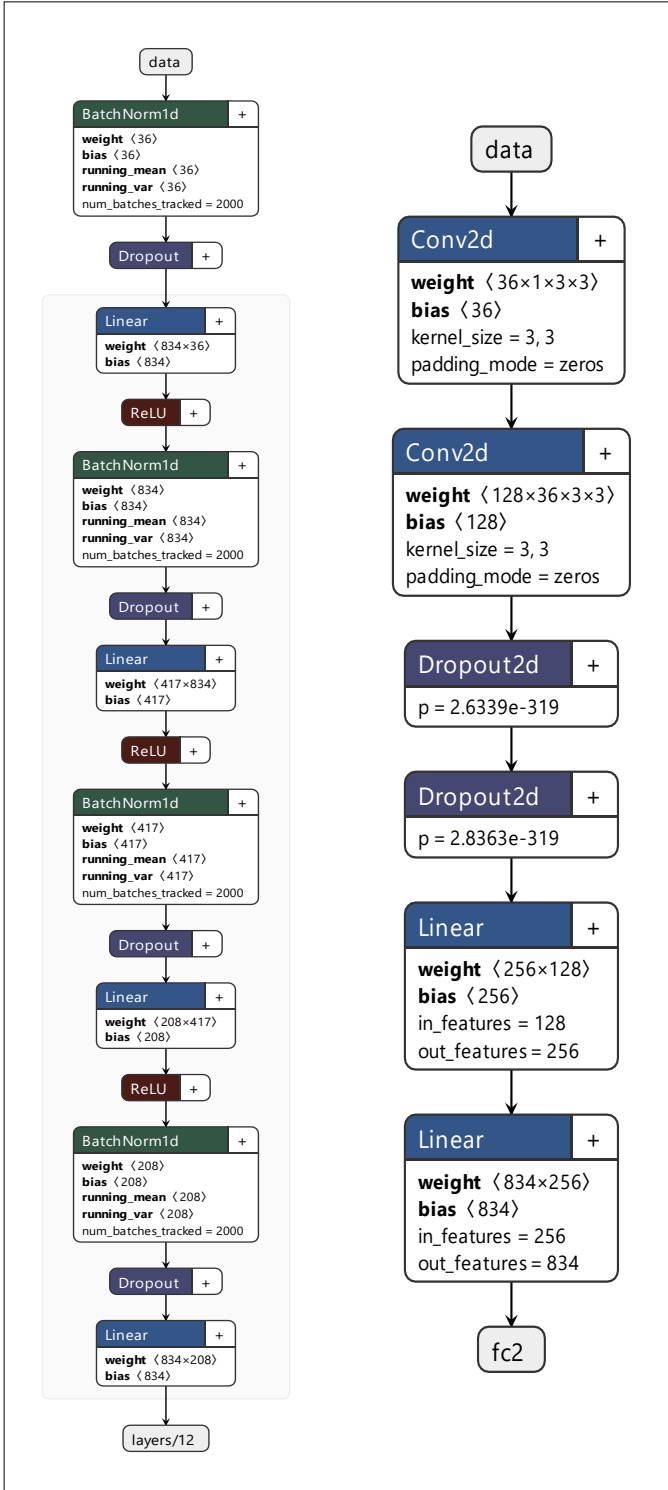 data
BatchNorm1d +
weight 〈36〉
bias 〈36〉
running_mean 〈36〉
running_var 〈36〉
num_batches_tracked = 2000
Dropout +
Linear +
weight 〈834×36〉
bias 〈834〉
ReLU +
BatchNorm1d +
weight 〈834〉
bias 〈834〉
running_mean 〈834〉
running_var 〈834〉
num_batches_tracked = 2000
Dropout +
Linear +
weight 〈417×834〉
bias 〈417〉
ReLU +
BatchNorm1d +
weight 〈417〉
bias 〈417〉
running_mean 〈417〉
running_var 〈417〉
num_batches_tracked = 2000
Dropout +
Linear +
weight 〈208×417〉
bias 〈208〉
ReLU +
BatchNorm1d +
weight 〈208〉
bias 〈208〉
running_mean 〈208〉
running_var 〈208〉
num_batches_tracked = 2000
Dropout +
Linear +
weight 〈834×208〉
bias 〈834〉
layers/12
data
Conv2d +
weight 〈36×1×3×3〉
bias 〈36〉
kernel_size = 3, 3
padding_mode = zeros
Conv2d +
weight 〈128×36×3×3〉
bias 〈128〉
kernel_size = 3, 3
padding_mode = zeros
Dropout2d +
p = 2.6339e-319
Dropout2d +
p = 2.8363e-319
Linear +
weight 〈256×128〉
bias 〈256〉
in_features = 128
out_features = 256
Linear +
weight 〈834×256〉
bias 〈834〉
in_features = 256
out_features = 834
fc2